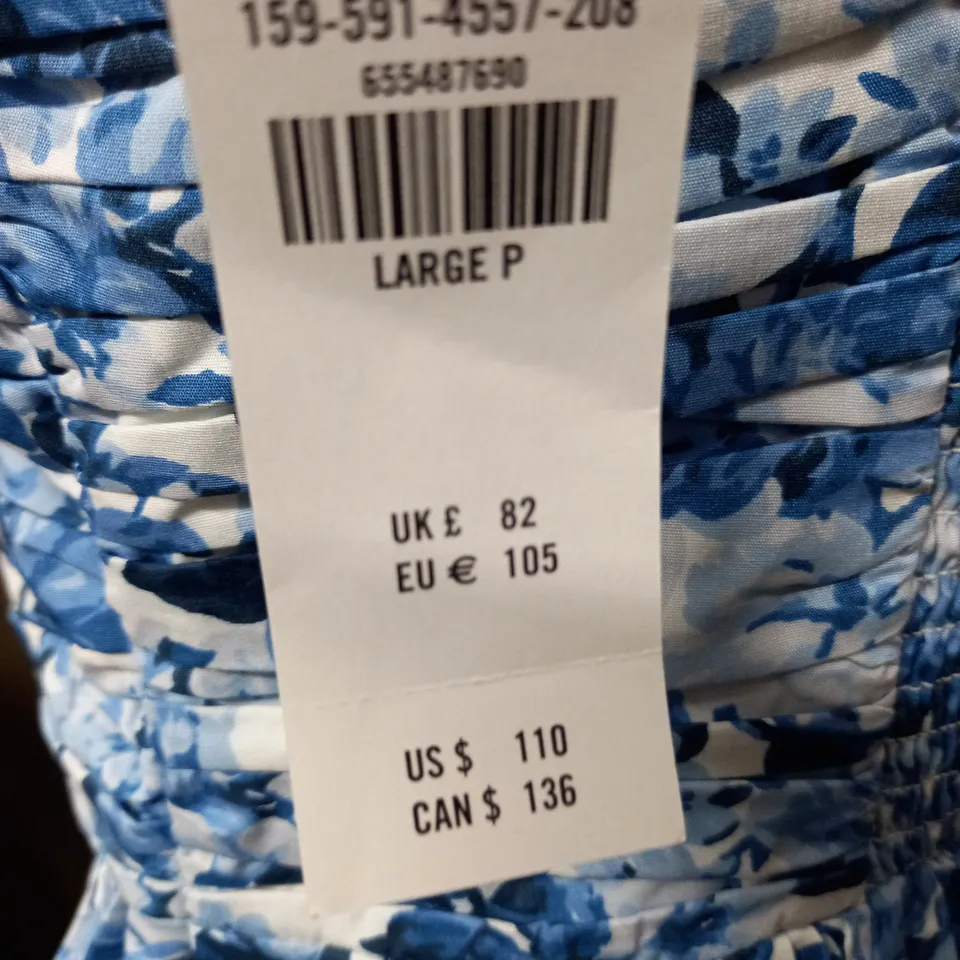 159-591-4557-208
655487690
LARGE P
UK £ 82
EU € 105
US $ 110
CAN $ 136